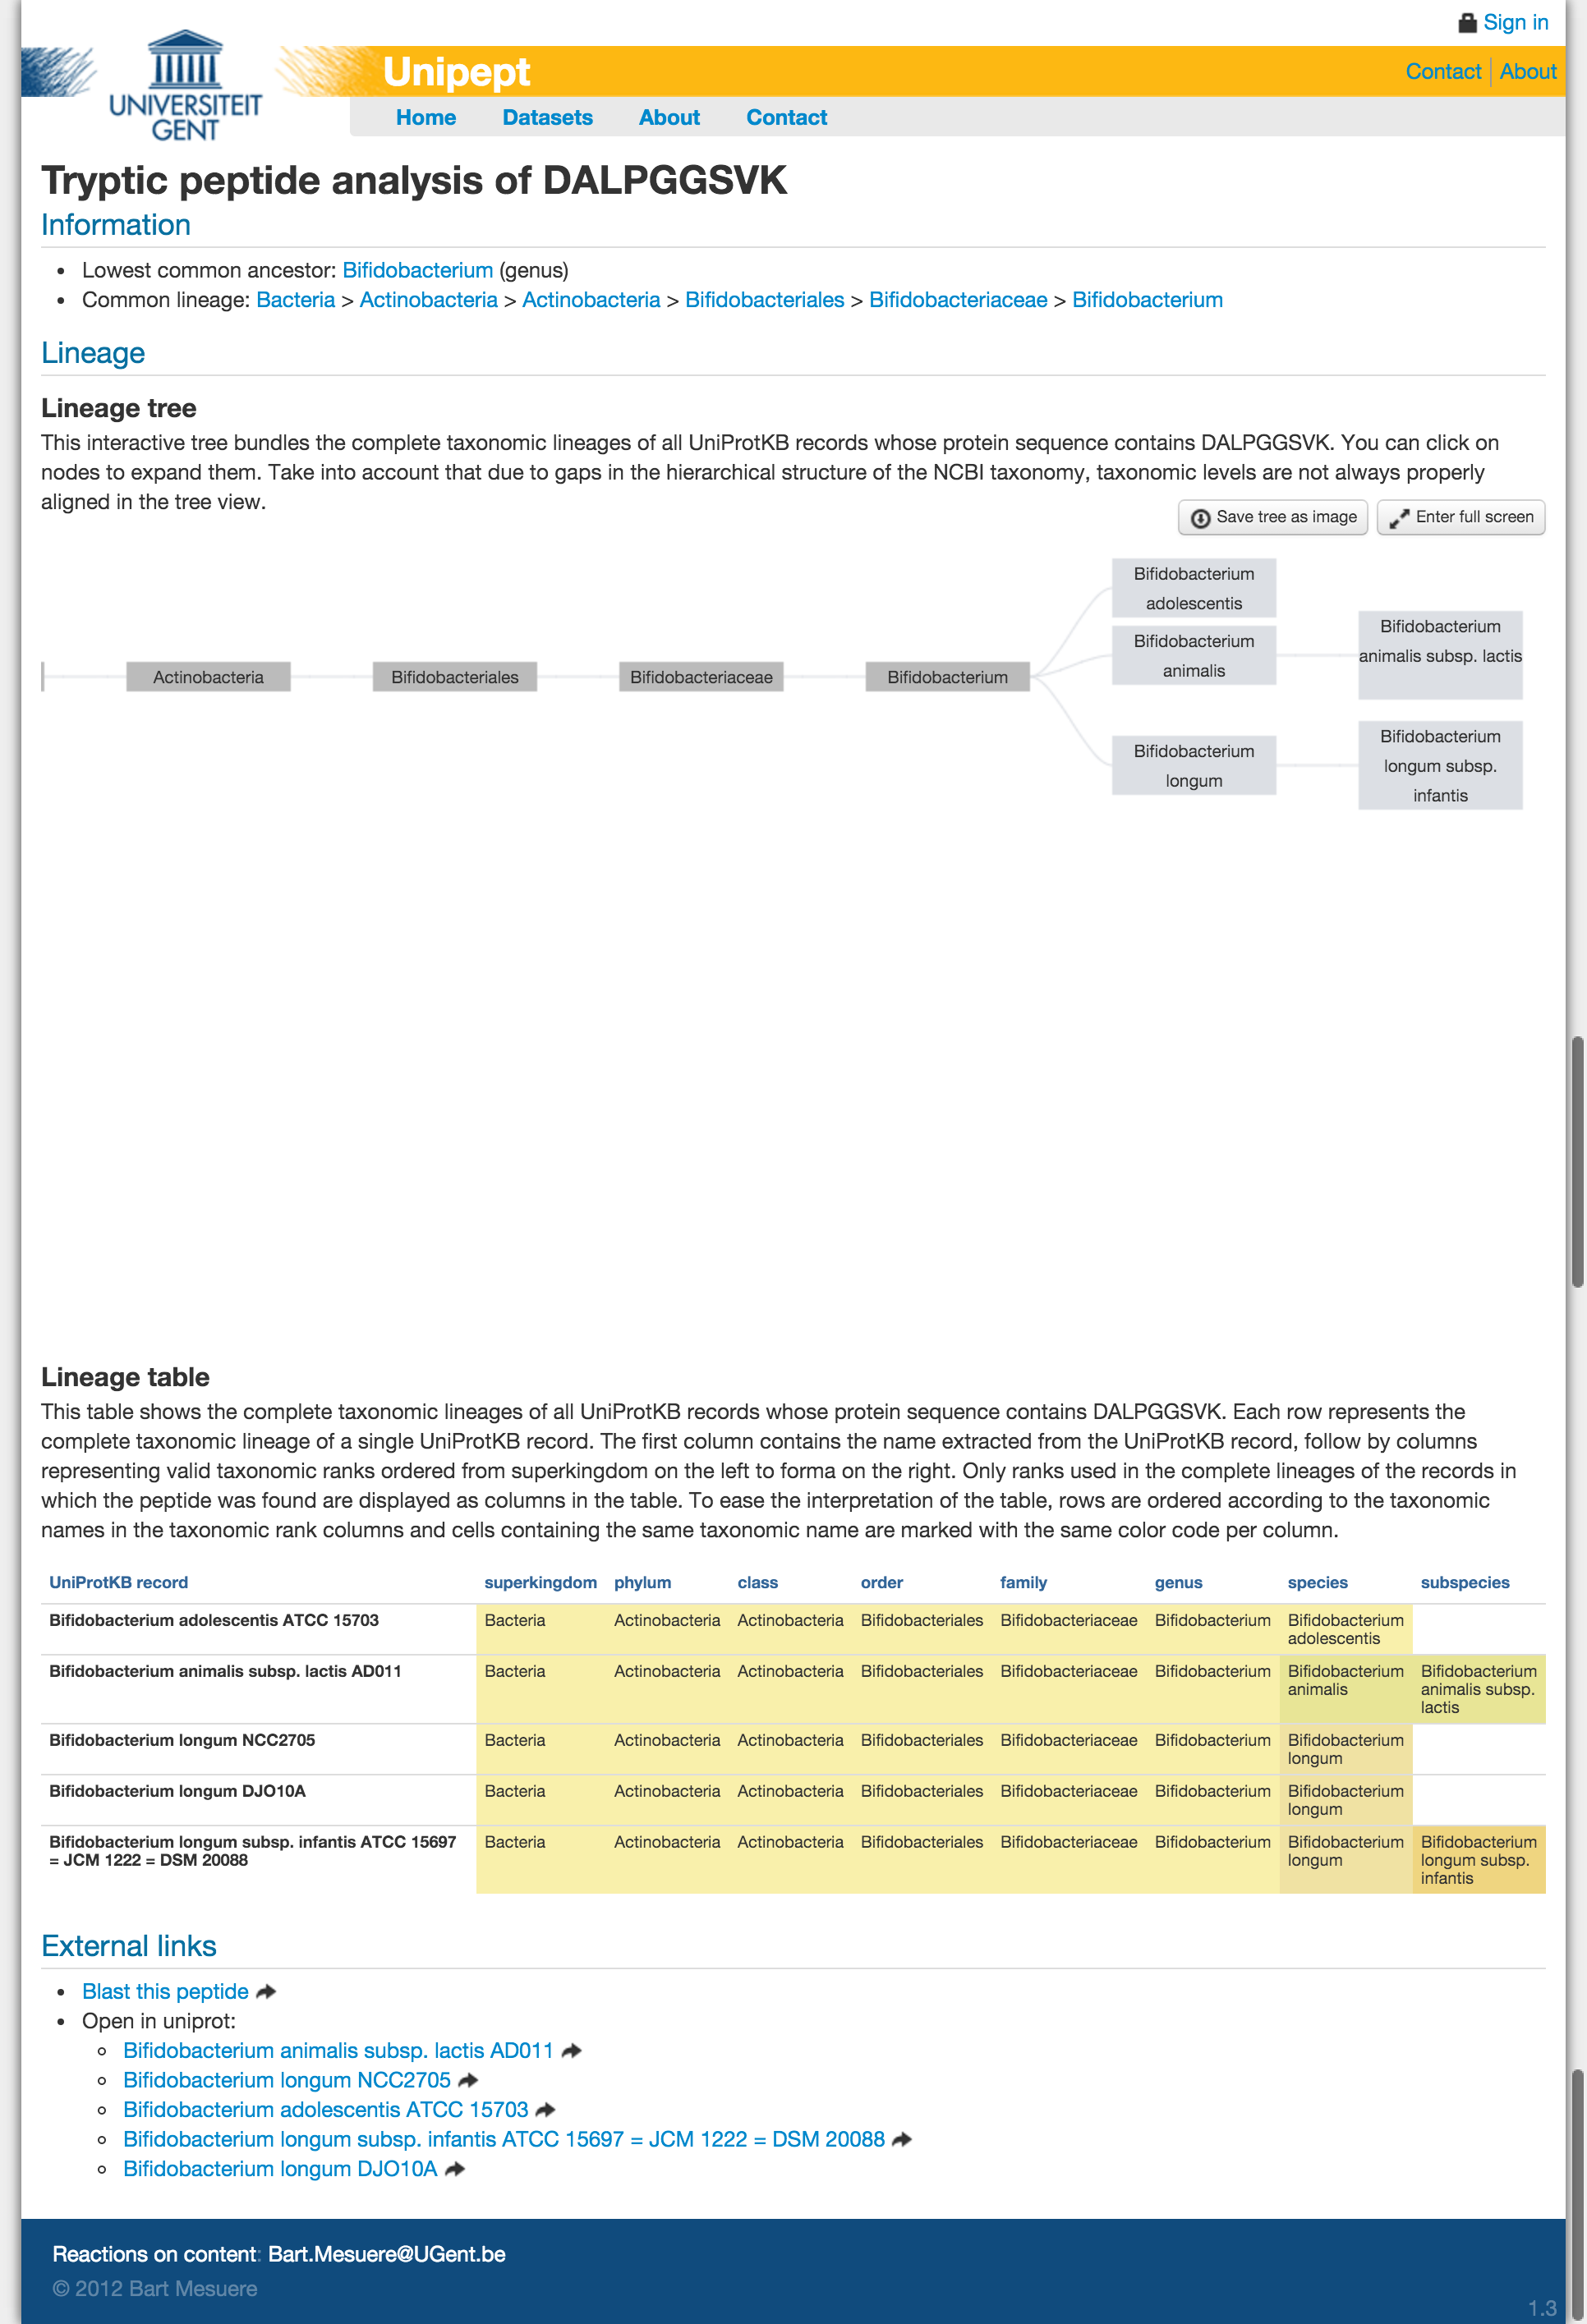 Sign in
UNIVERSITEIT
GENT
Unipept
Contact About
Home Datasets About Contact
Tryptic peptide analysis of DALPGGSVK
Information
• Lowest common ancestor: Bifidobacterium (genus)
• Common lineage: Bacteria > Actinobacteria > Actinobacteria > Bifidobacteriales > Bifidobacteriaceae > Bifidobacterium
Lineage
Lineage tree
This interactive tree bundles the complete taxonomic lineages of all UniProtKB records whose protein sequence contains DALPGGSVK. You can click on
nodes to expand them. Take into account that due to gaps in the hierarchical structure of the NCBI taxonomy, taxonomic levels are not always properly
aligned in the tree view.
Save tree as image Enter full screen
Actinobacteria
Bifidobacteriales
Bifidobacteriaceae
Bifidobacterium
Bifidobacterium
adolescentis
Bifidobacterium
animalis
Bifidobacterium
animalis subsp. lactis
Bifidobacterium
longum
Bifidobacterium
longum subsp.
infantis
Lineage table
This table shows the complete taxonomic lineages of all UniProtKB records whose protein sequence contains DALPGGSVK. Each row represents the
complete taxonomic lineage of a single UniProtKB record. The first column contains the name extracted from the UniProtKB record, follow by columns
representing valid taxonomic ranks ordered from superkingdom on the left to forma on the right. Only ranks used in the complete lineages of the records in
which the peptide was found are displayed as columns in the table. To ease the interpretation of the table, rows are ordered according to the taxonomic
names in the taxonomic rank columns and cells containing the same taxonomic name are marked with the same color code per column.
UniProtKB record superkingdom phylum class order family genus species subspecies
Bifidobacterium adolescentis ATCC 15703 Bacteria Actinobacteria Actinobacteria Bifidobacteriales Bifidobacteriaceae Bifidobacterium Bifidobacterium
adolescentis
Bifidobacterium animalis subsp. lactis AD011 Bacteria Actinobacteria Actinobacteria Bifidobacteriales Bifidobacteriaceae Bifidobacterium Bifidobacterium Bifidobacterium
animalis animalis subsp.
lactis
Bifidobacterium longum NCC2705 Bacteria Actinobacteria Actinobacteria Bifidobacteriales Bifidobacteriaceae Bifidobacterium Bifidobacterium
longum
Bifidobacterium longum DJO10A Bacteria Actinobacteria Actinobacteria Bifidobacteriales Bifidobacteriaceae Bifidobacterium Bifidobacterium
longum
Bifidobacterium longum subsp. infantis ATCC 15697 Bacteria Actinobacteria Actinobacteria Bifidobacteriales Bifidobacteriaceae Bifidobacterium Bifidobacterium Bifidobacterium
= JCM 1222 = DSM 20088 longum longum subsp.
infantis
External links
• Blast this peptide
• Open in uniprot:
Bifidobacterium animalis subsp. lactis AD011
Bifidobacterium longum NCC2705
Bifidobacterium adolescentis ATCC 15703
Bifidobacterium longum subsp. infantis ATCC 15697 = JCM 1222 = DSM 20088
Bifidobacterium longum DJO10A
Reactions on content: Bart.Mesuere@UGent.be
© 2012 Bart Mesuere
1.3